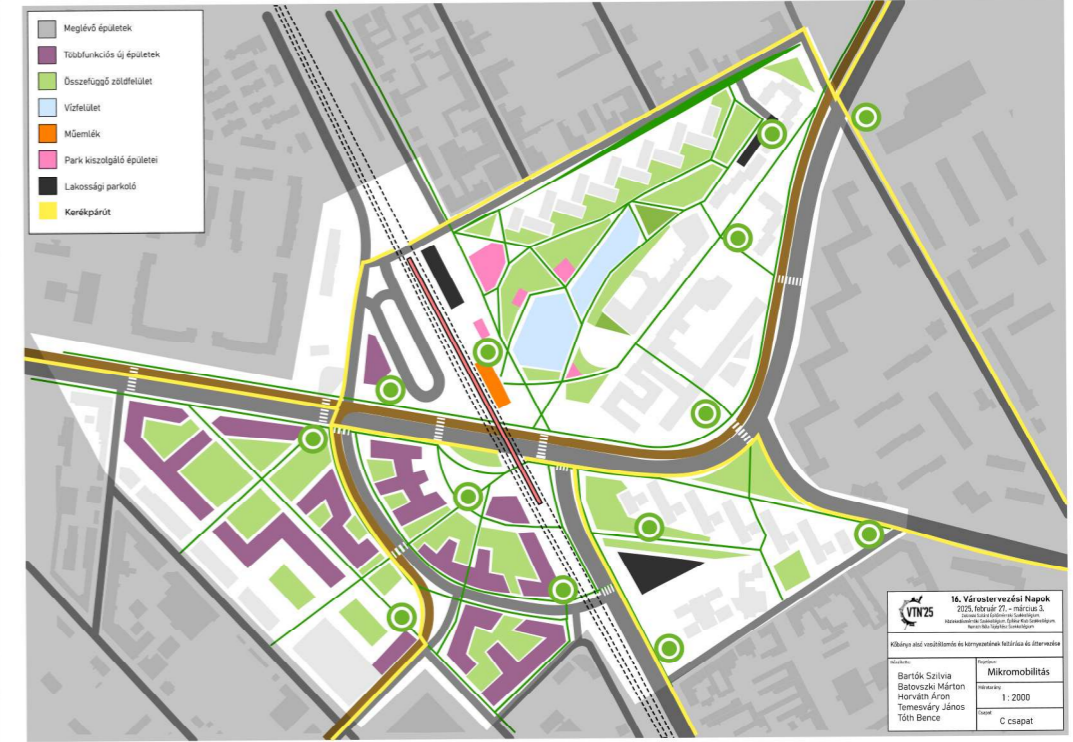 Meglévő épületek
Többfunkciós új épületek
Összefüggő zöldfelület
Vízfelület
Műemlék
Park kiszolgáló épületei
Lakossági parkoló
Kerékpárút
VTN'25
16. Várostervezési Napok
2025. február 27. - március 3.
Kőbánya alsó vasútállomás és környezetének feltárása és áttervezése
Bartók Szilvia
Batovszki Márton
Horváth Áron
Temesváry János
Tóth Bence
Mikromobilitás
Méretarány
1 : 2000
Csapat
C csapat